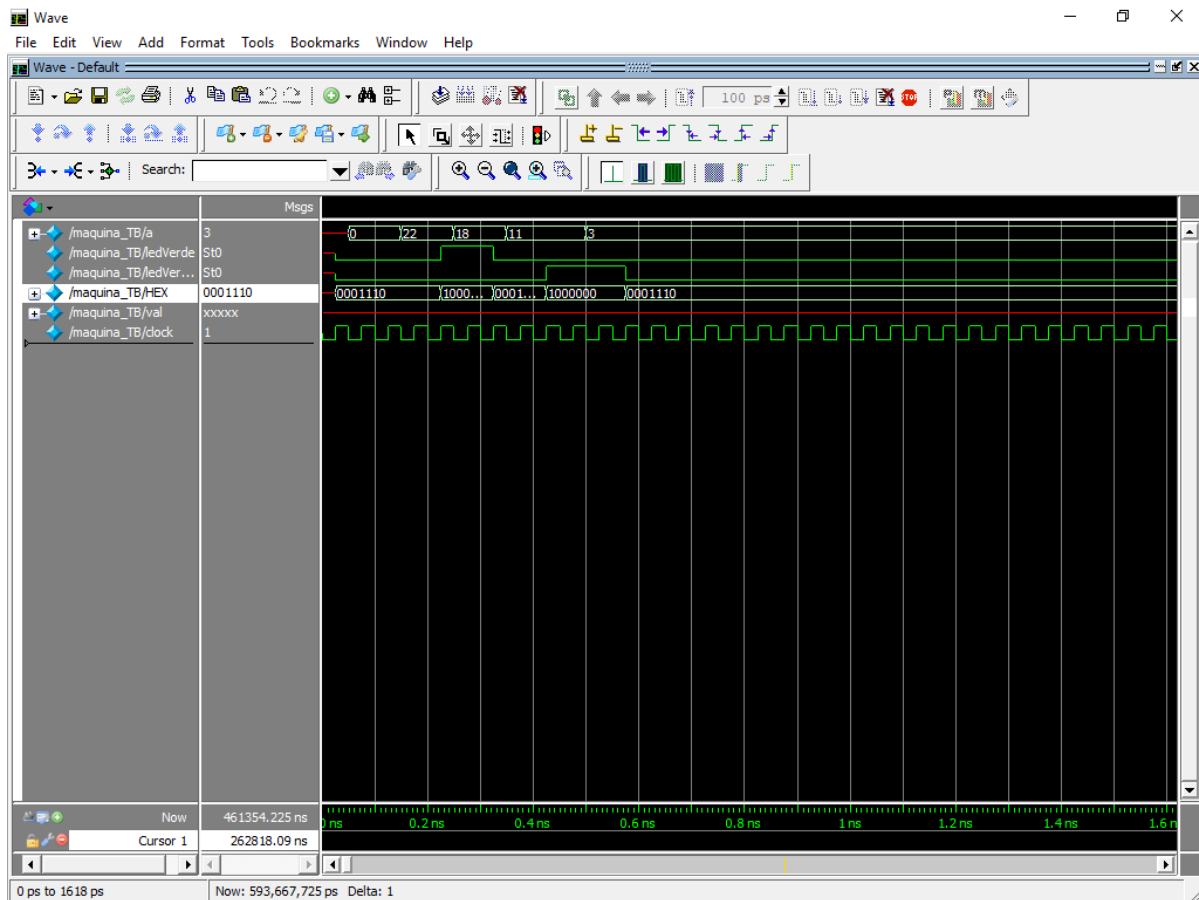 Wave
File Edit View Add Format Tools Bookmarks Window Help
Wave - Default
100 ps
STOP
Search:
Msgs
/maquina_TB/a 3 0 22 18 11 3
/maquina_TB/ledVerde St0
/maquina_TB/ledVer... St0
/maquina_TB/HEX 0001110 0001110 1000... 0001... 1000000 0001110
/maquina_TB/val xxxxx
/maquina_TB/clock 1
Now 461354.225 ns 0 ns 0.2 ns 0.4 ns 0.6 ns 0.8 ns 1 ns 1.2 ns 1.4 ns 1.6 n
Cursor 1 262818.09 ns
0 ps to 1618 ps Now: 593,667,725 ps Delta: 1